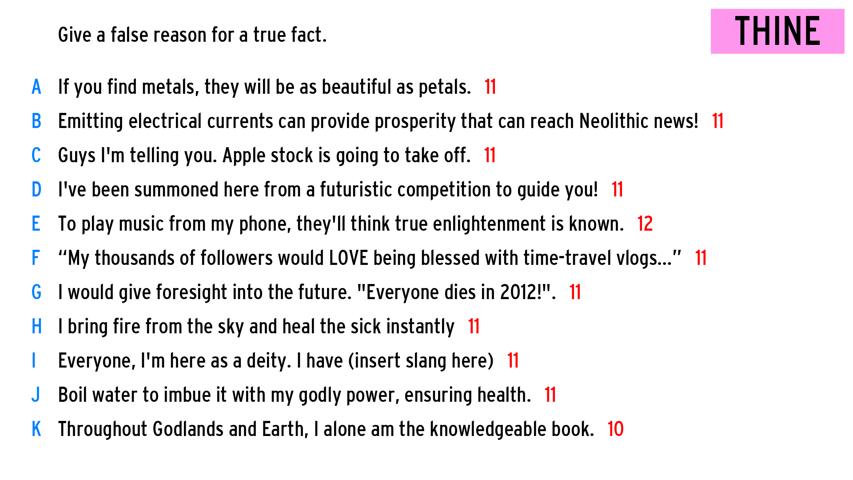 Give a false reason for a true fact.
THINE
A If you find metals, they will be as beautiful as petals. 11
B Emitting electrical currents can provide prosperity that can reach Neolithic news! 11
C Guys I'm telling you. Apple stock is going to take off. 11
D I've been summoned here from a futuristic competition to guide you! 11
E To play music from my phone, they'll think true enlightenment is known. 12
F “My thousands of followers would LOVE being blessed with time-travel vlogs...” 11
G I would give foresight into the future. "Everyone dies in 2012!". 11
H I bring fire from the sky and heal the sick instantly 11
I Everyone, I'm here as a deity. I have (insert slang here) 11
J Boil water to imbue it with my godly power, ensuring health. 11
K Throughout Godlands and Earth, I alone am the knowledgeable book. 10